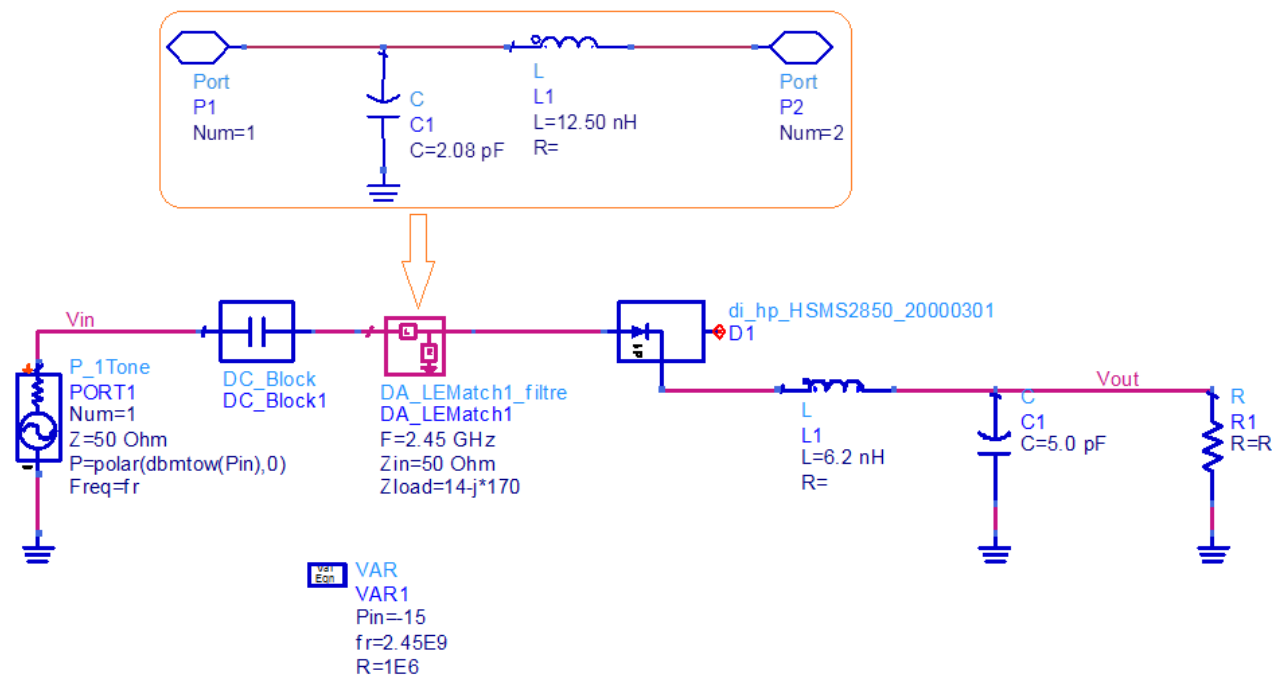 Port
P1
Num=1
C
C1
C=2.08 pF
L
L1
L=12.50 nH
R=
Port
P2
Num=2
Vin
P_1Tone
PORT1
Num=1
Z=50 Ohm
P=polar(dbmtow(Pin),0)
Freq=fr
DC_Block
DC_Block1
DA_LEMatch1_filtre
DA_LEMatch1
F=2.45 GHz
Zin=50 Ohm
Zload=14-j*170
d1
di_hp_HSMS2850_20000301
D1
L
L1
L=6.2 nH
R=
C
C1
C=5.0 pF
Vout
R
R1
R=R
Var
Eqn
VAR
VAR1
Pin=-15
fr=2.45E9
R=1E6